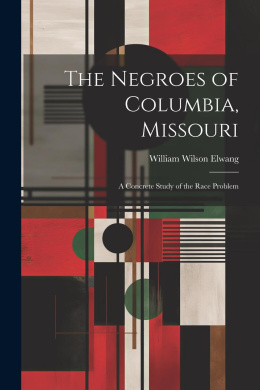 The Negroes of
Columbia,
Missouri
William Wilson Elwang
A Concrete Study of the Race Problem